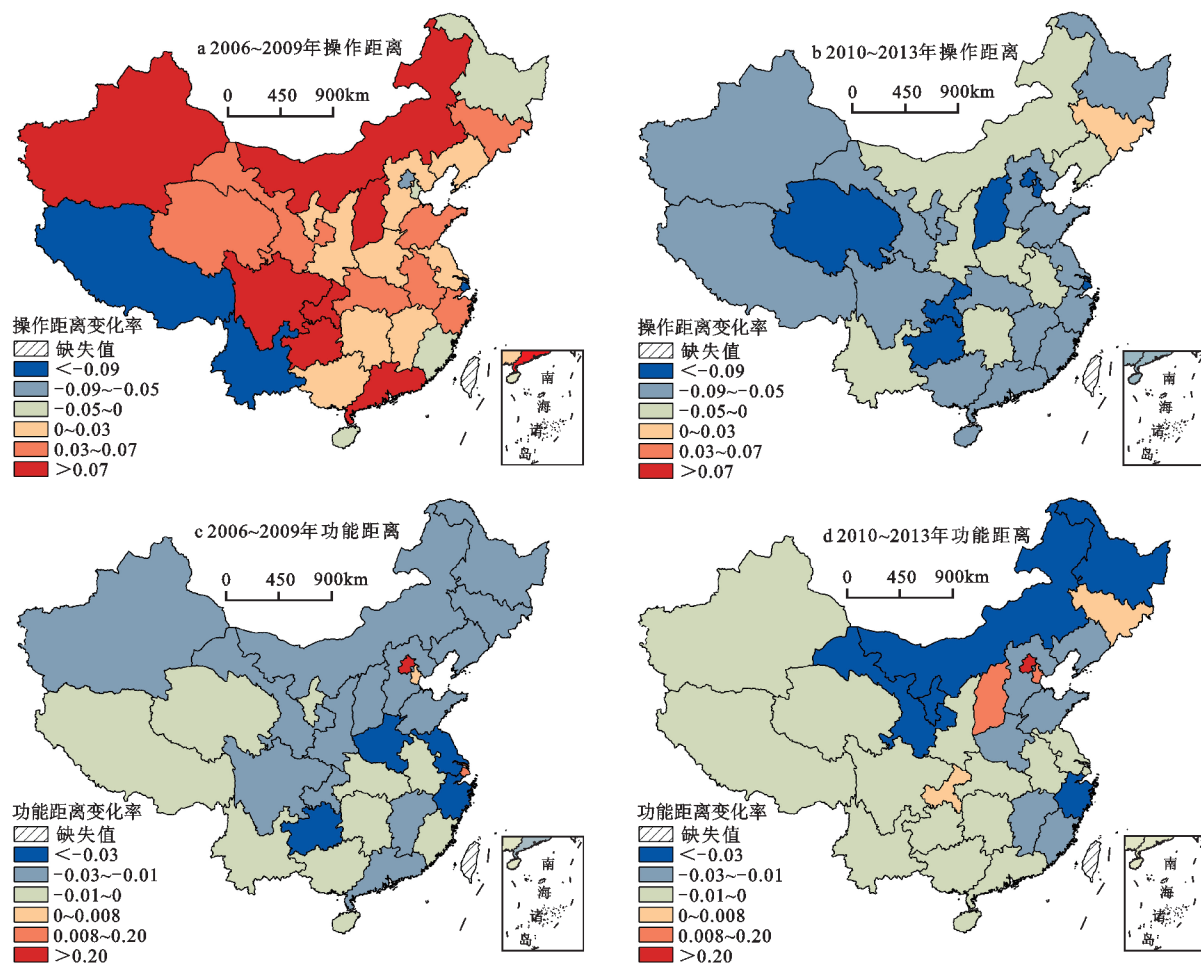 a 2006~2009年操作距离
0 450 900km
操作距离变化率
缺失值
<-0.09
-0.09~-0.05
-0.05~0
0~0.03
0.03~0.07
>0.07
南
海
诸
岛
b 2010~2013年操作距离
0 450 900km
操作距离变化率
缺失值
<-0.09
-0.09~-0.05
-0.05~0
0~0.03
0.03~0.07
>0.07
南
海
诸
岛
c 2006~2009年功能距离
0 450 900km
功能距离变化率
缺失值
<-0.03
-0.03~-0.01
-0.01~0
0~0.008
0.008~0.20
>0.20
南
海
诸
岛
d 2010~2013年功能距离
0 450 900km
功能距离变化率
缺失值
<-0.03
-0.03~-0.01
-0.01~0
0~0.008
0.008~0.20
>0.20
南
海
诸
岛